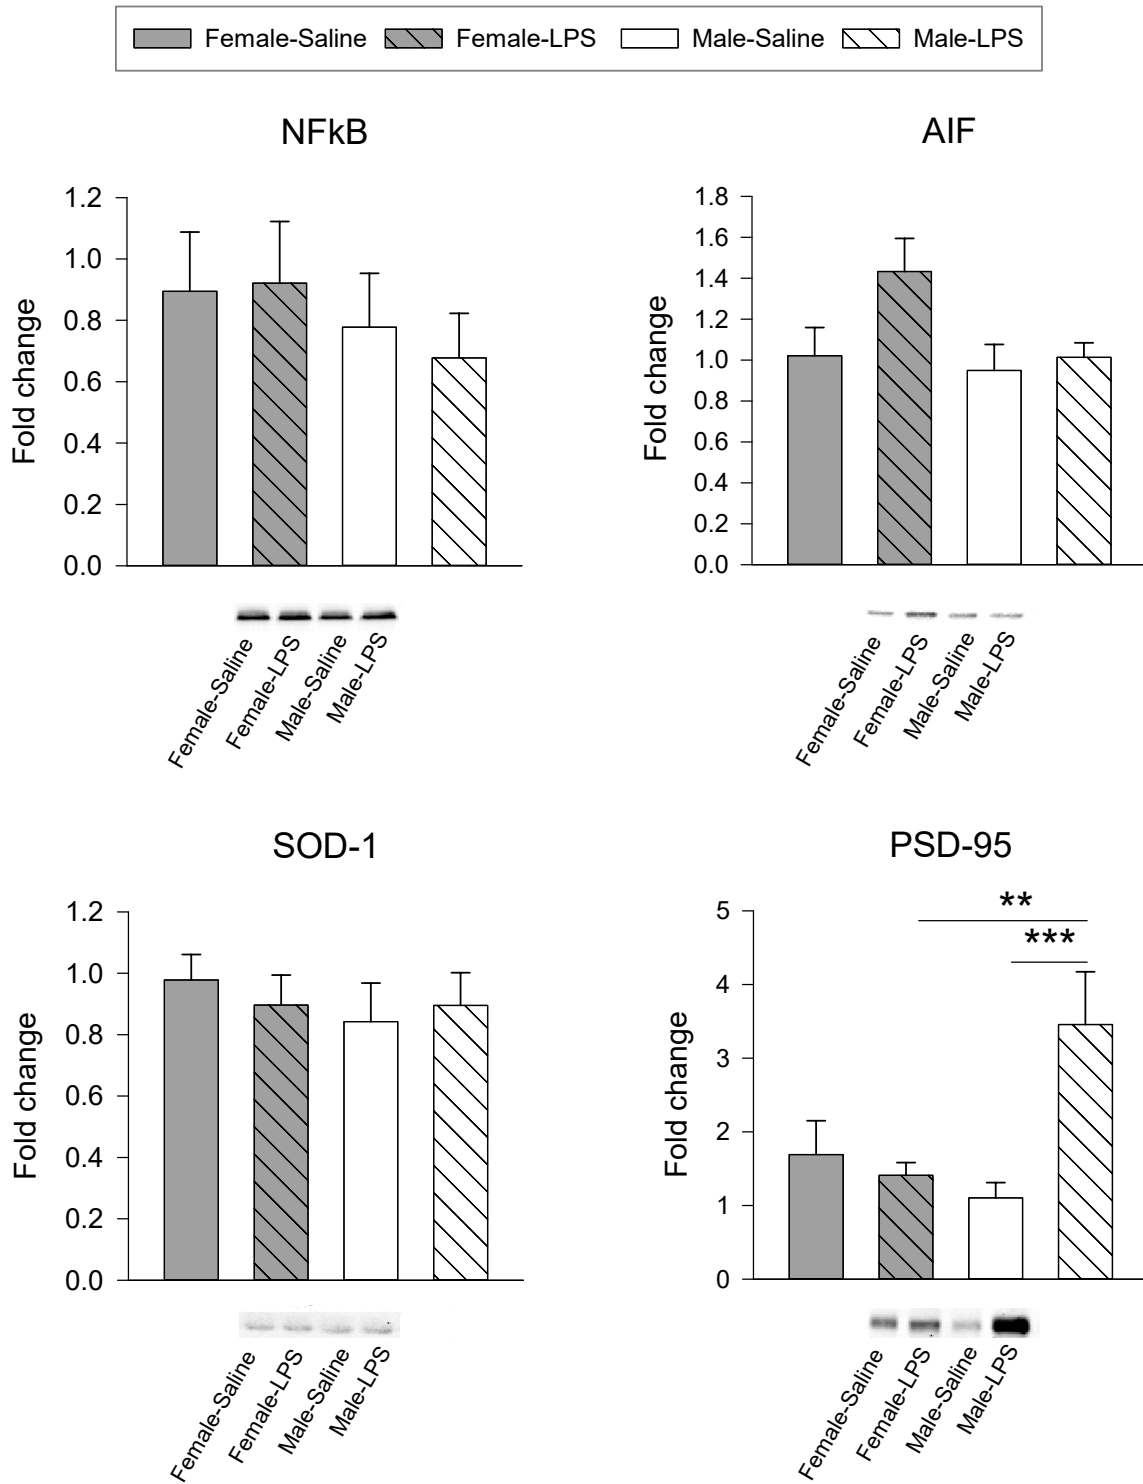 Female-Saline Female-LPS Male-Saline Male-LPS
NFkB
Fold change
1.2
1.0
0.8
0.6
0.4
0.2
0.0
Female-Saline
Female-LPS
Male-Saline
Male-LPS
AIF
Fold change
1.8
1.6
1.4
1.2
1.0
0.8
0.6
0.4
0.2
0.0
Female-Saline
Female-LPS
Male-Saline
Male-LPS
SOD-1
Fold change
1.2
1.0
0.8
0.6
0.4
0.2
0.0
Female-Saline
Female-LPS
Male-Saline
Male-LPS
PSD-95
Fold change
5
4
3
2
1
0
**
***
Female-Saline
Female-LPS
Male-Saline
Male-LPS